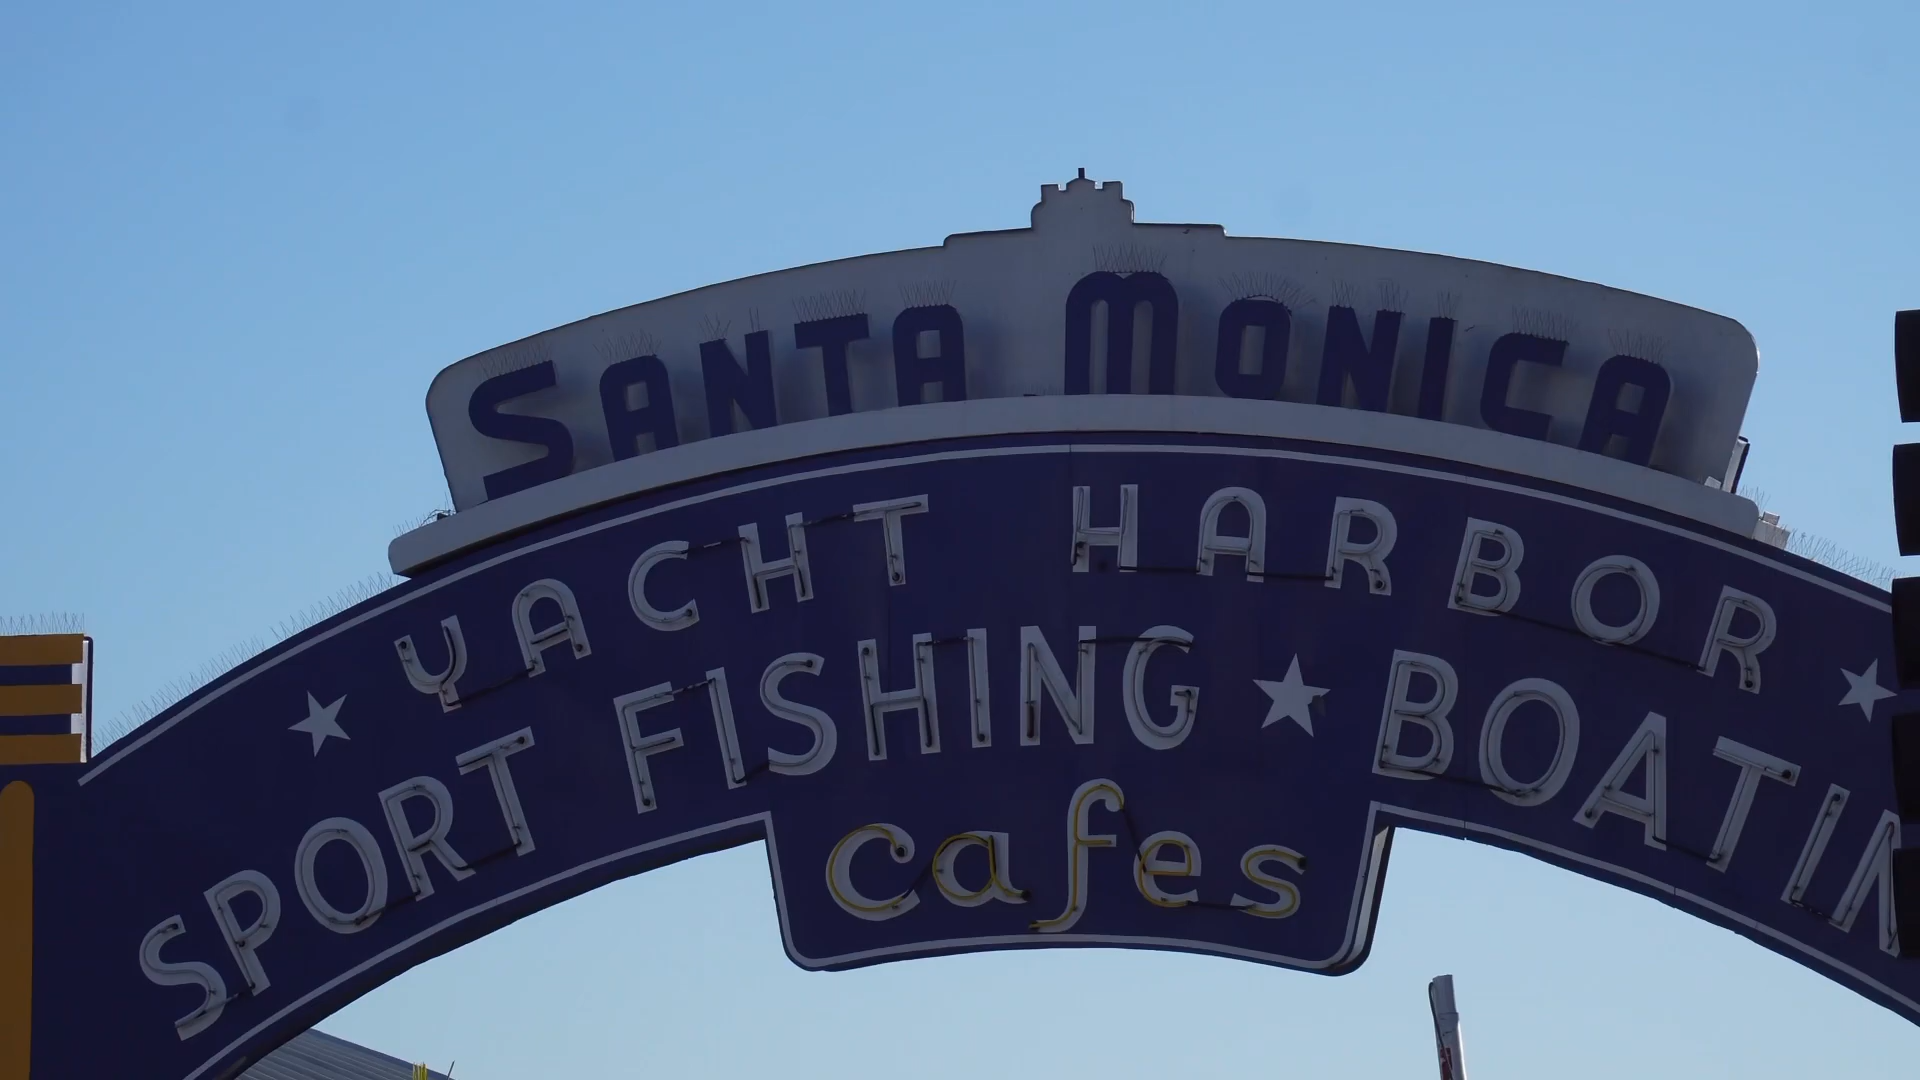 SANTA MONICA
YACHT HARBOR
SPORT FISHING ★ BOATIN
cafes